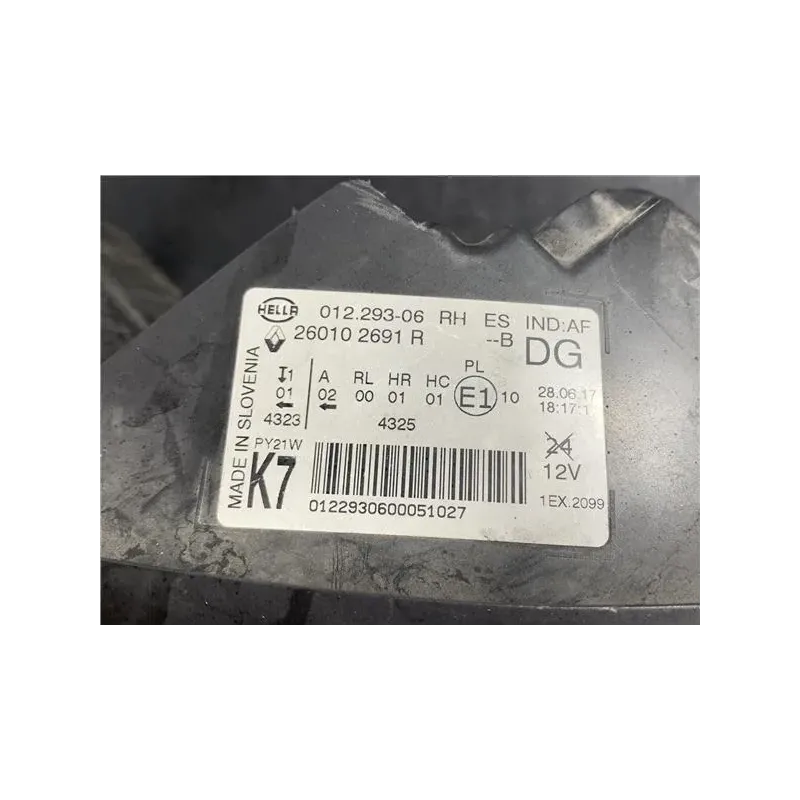 HELLA 012.293-06 RH ES IND:AF
26010 2691 R --B DG
MADE IN SLOVENIA
1 A RL HR HC PL
01 02 00 01 01 E1 10 28.06.17
18:17:1
4323 4325
PY21W 24
K7 12V
1EX.2099
0122930600051027